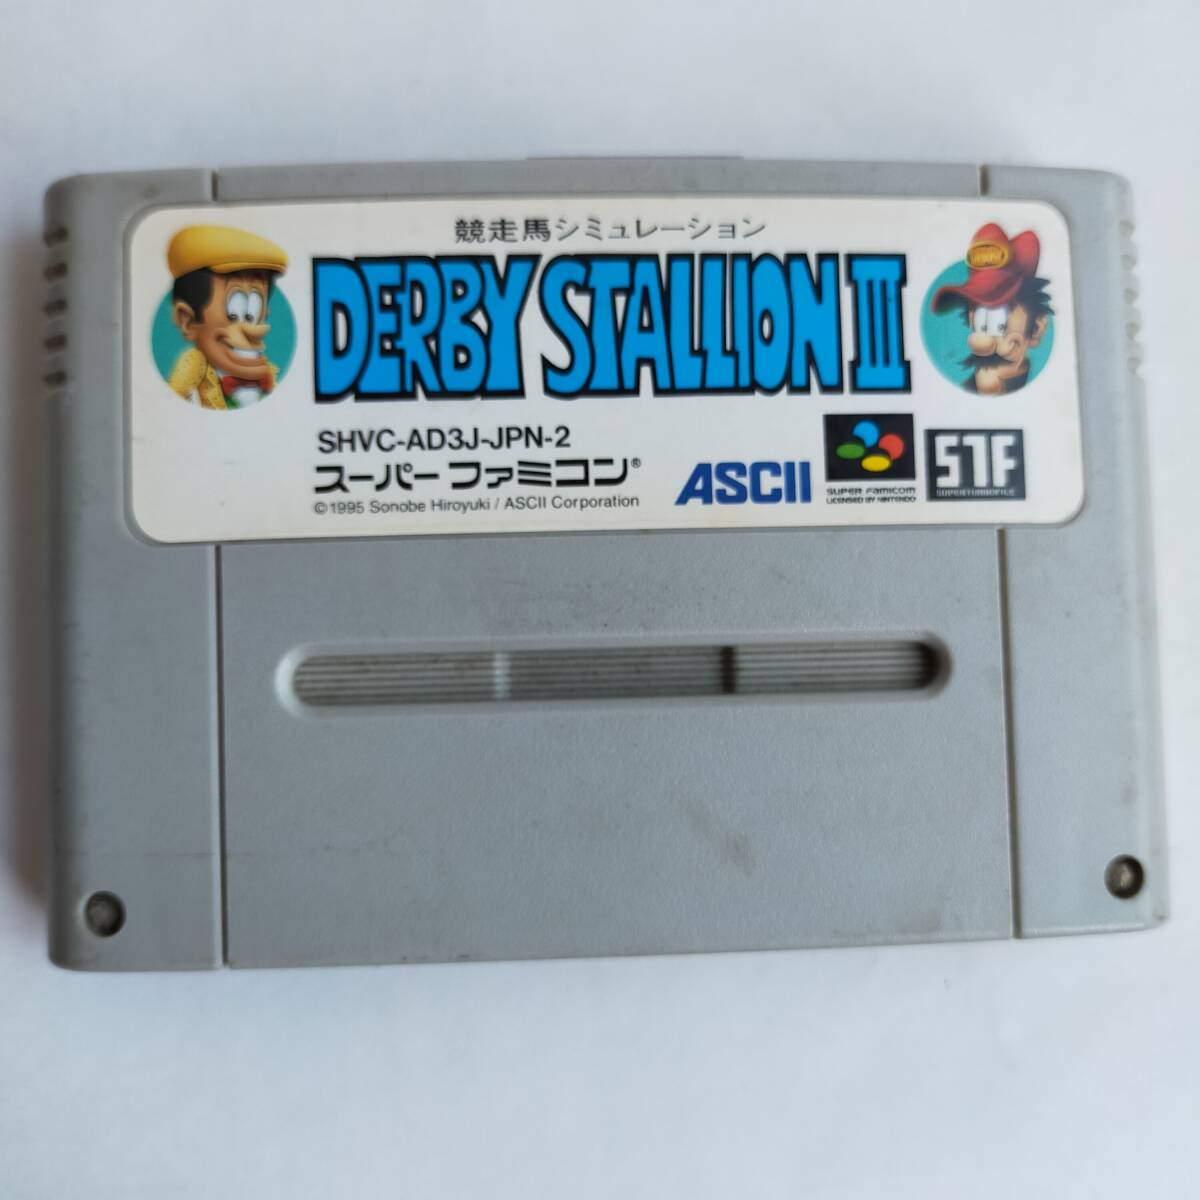 競走馬シミュレーション
DERBY STALLION III
SHVC-AD3J-JPN-2
スーパーファミコン®
©1995 Sonobe Hiroyuki / ASCII Corporation
ASCII
SUPER FAMICOM
LICENSED BY NINTENDO
STF
SUPERTURBOFILE